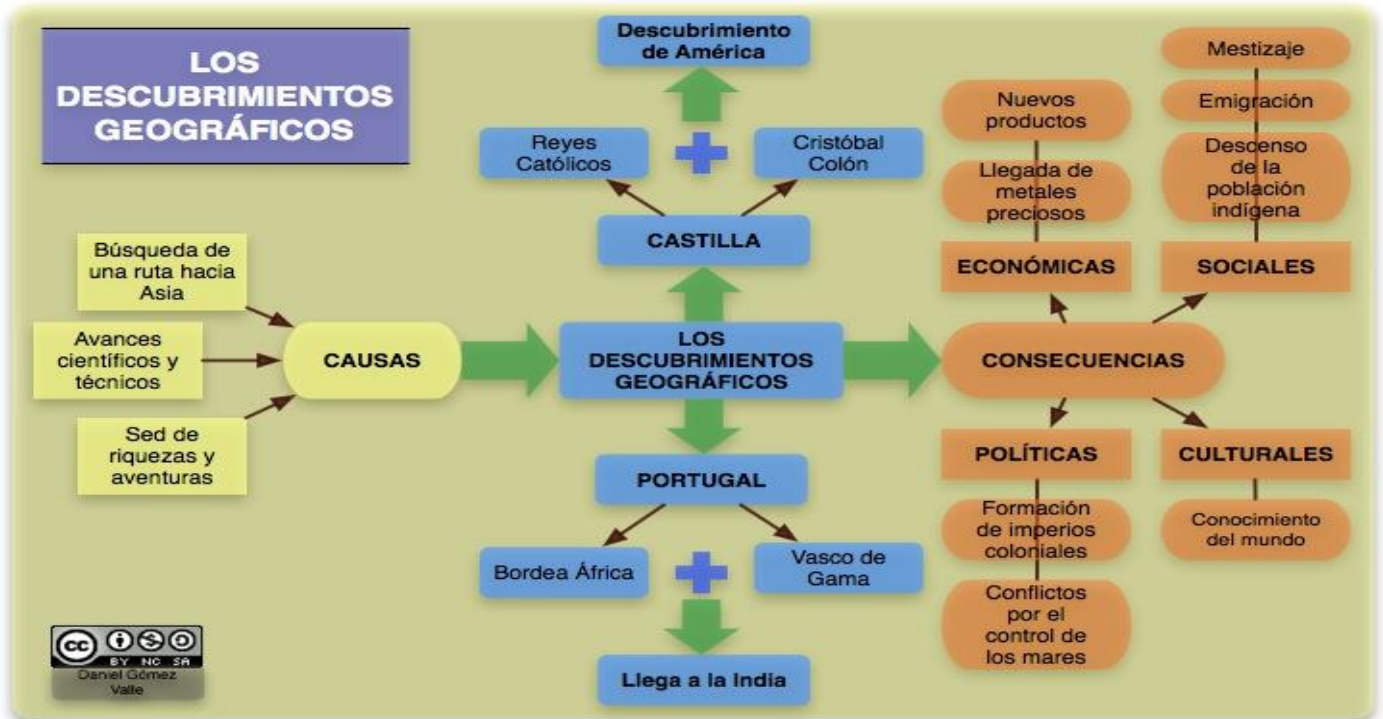 LOS
DESCUBRIMIENTOS
GEOGRÁFICOS
Descubrimiento
de América
Reyes
Católicos
Cristóbal
Colón
CASTILLA
Búsqueda de
una ruta hacia
Asia
Avances
científicos y
técnicos
Sed de
riquezas y
aventuras
CAUSAS
LOS
DESCUBRIMIENTOS
GEOGRÁFICOS
PORTUGAL
Bordea África
Vasco de
Gama
Llega a la India
CONSECUENCIAS
ECONÓMICAS
Nuevos
productos
Llegada de
metales
preciosos
SOCIALES
Mestizaje
Emigración
Descenso
de la
población
indígena
POLÍTICAS
Formación
de imperios
coloniales
Conflictos
por el
control de
los mares
CULTURALES
Conocimiento
del mundo
cc
BY NC SA
Daniel Gómez
Valle